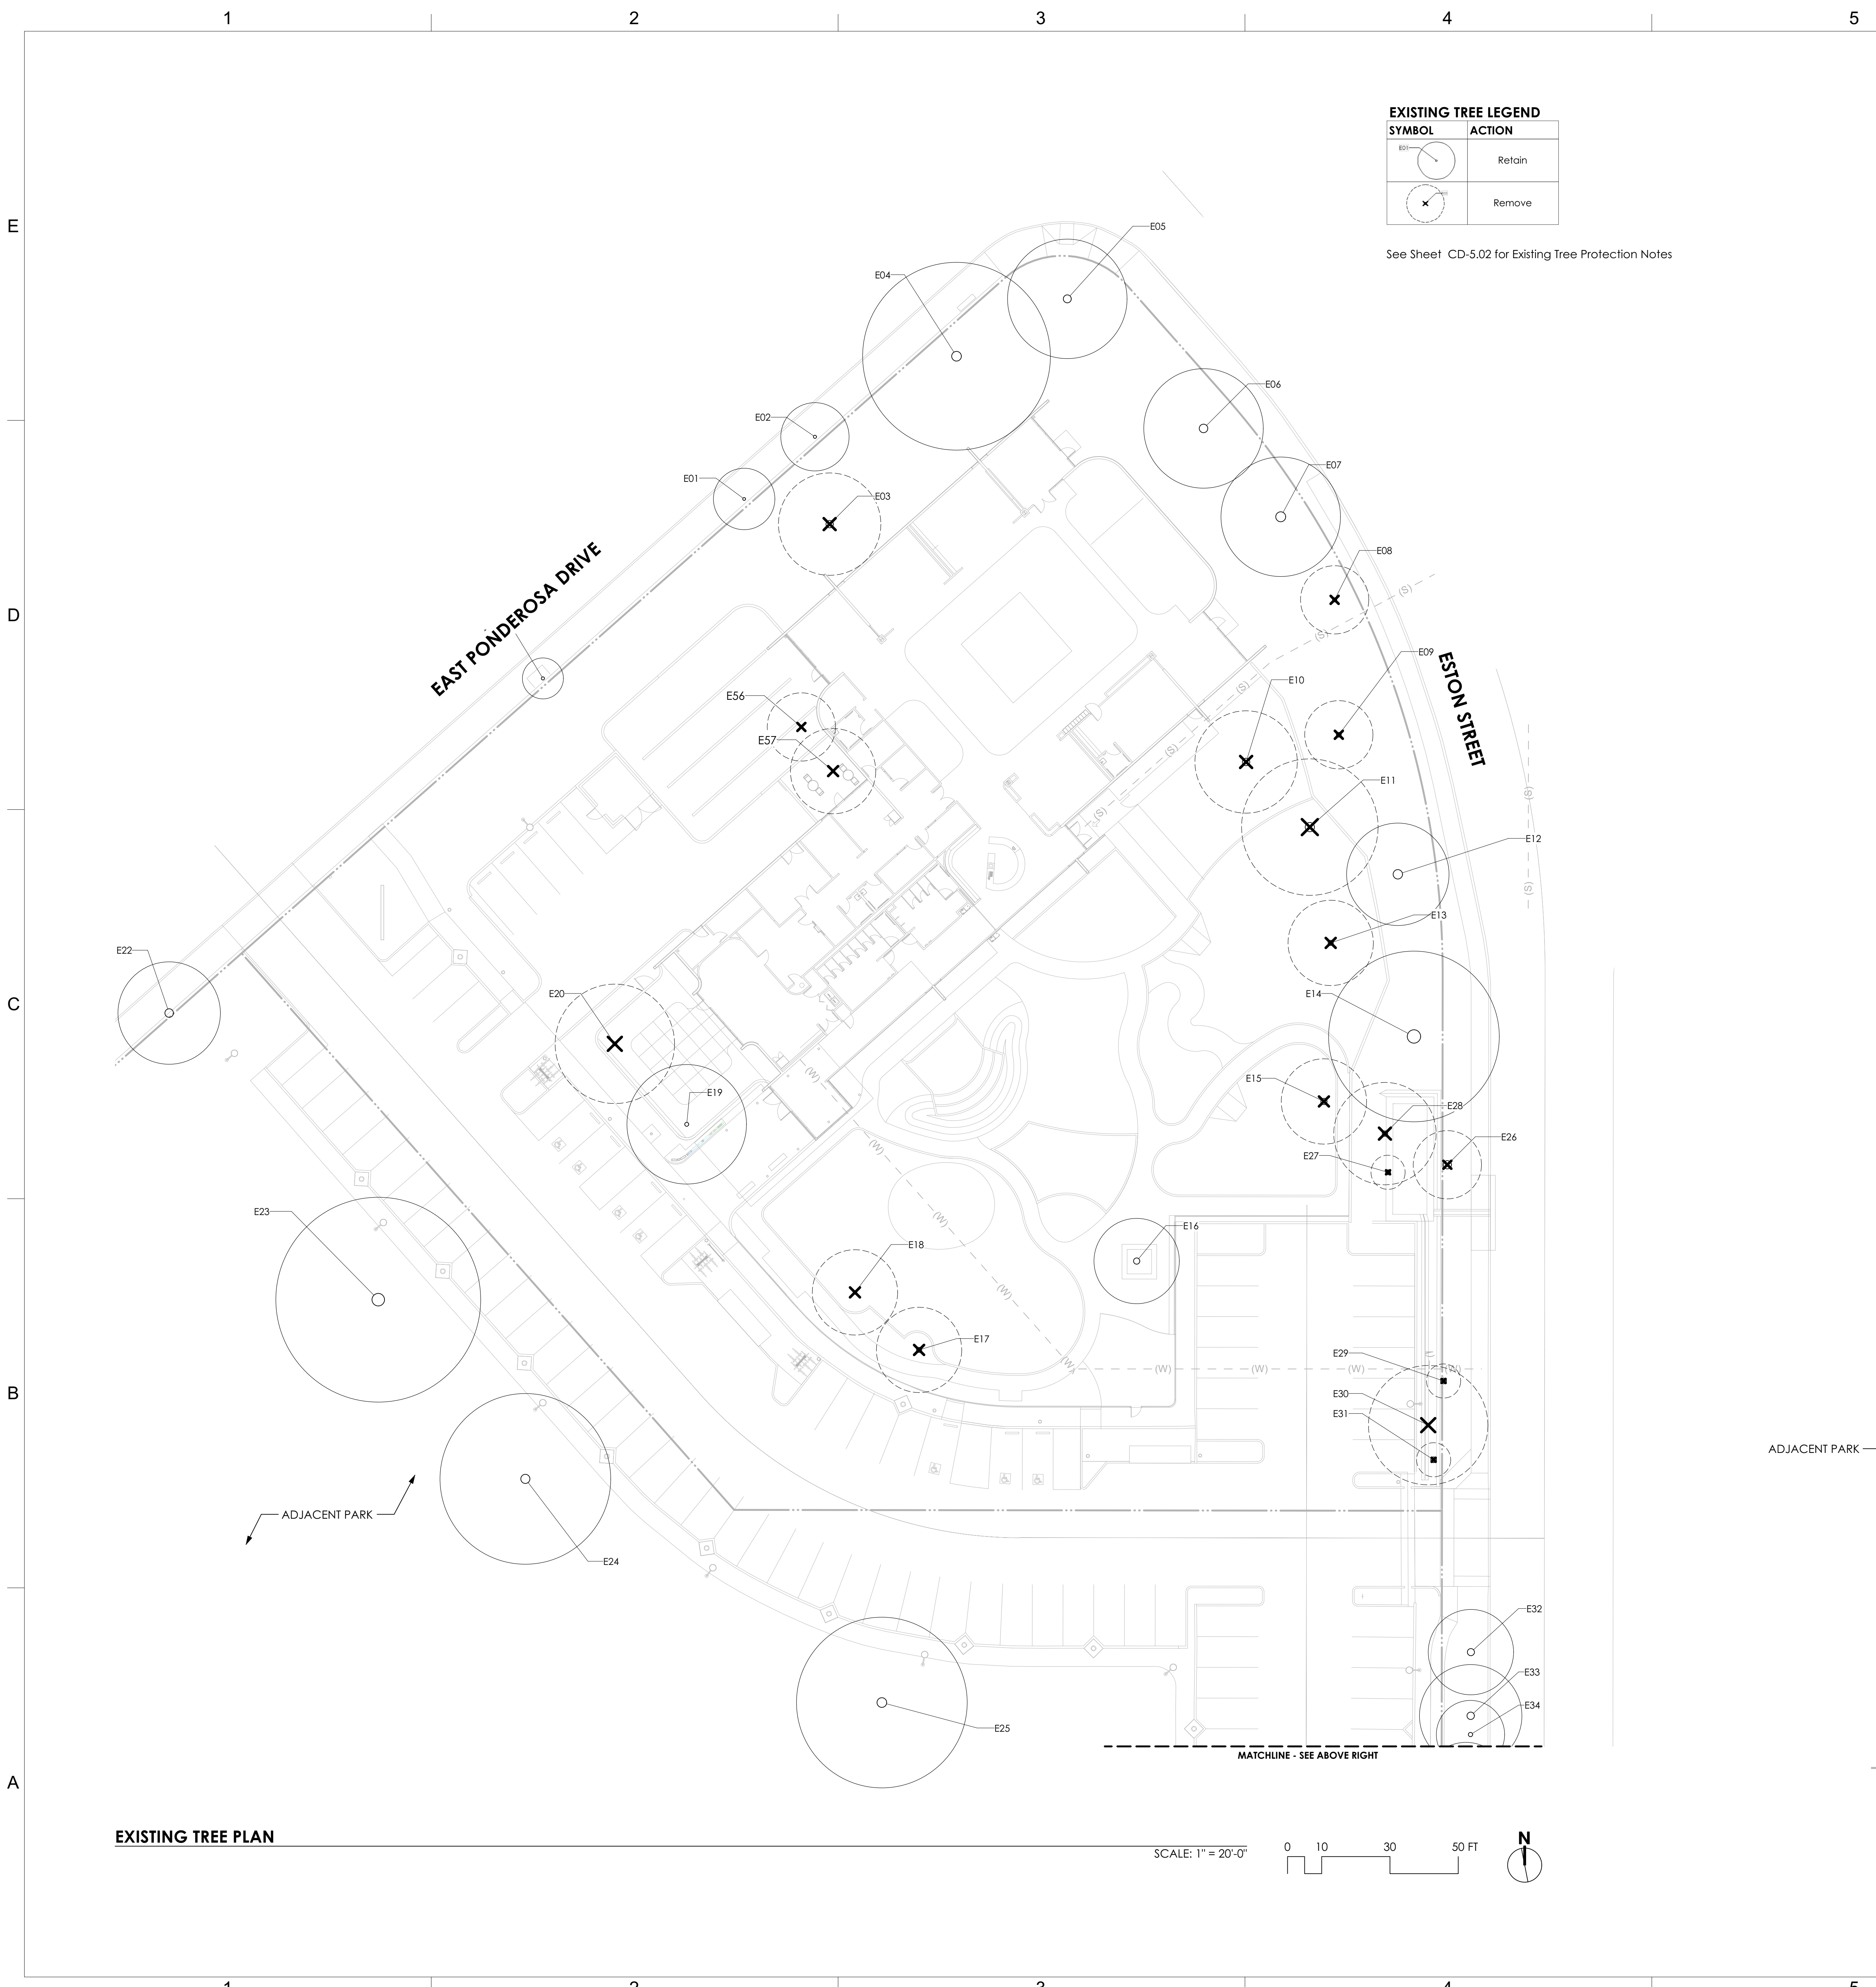 1 2 3 4 5
EXISTING TREE LEGEND
SYMBOL ACTION
E01 Retain
Remove
See Sheet CD-5.02 for Existing Tree Protection Notes
E
E05
E04
E06
E02
E07
E01
E03
E08
EAST PONDEROSA DRIVE
D
(S)
(S)
ESTON STREET
E09
E10
(S)
E56
E57
(S)
E11
(S)
(S)
E12
(S)
E13
E22
E20
E14
C
(W)
E15
E19
E28
E26
(W)
E27
E23
(W)
E16
E18
(W)
E17
E29
(W) (W) (W) (W) (W)
B
E30
E31
ADJACENT PARK
ADJACENT PARK
E24
E32
E33
E34
E25
MATCHLINE - SEE ABOVE RIGHT
A
EXISTING TREE PLAN
SCALE: 1" = 20'-0"
0 10 30 50 FT
N
1 2 3 4 5